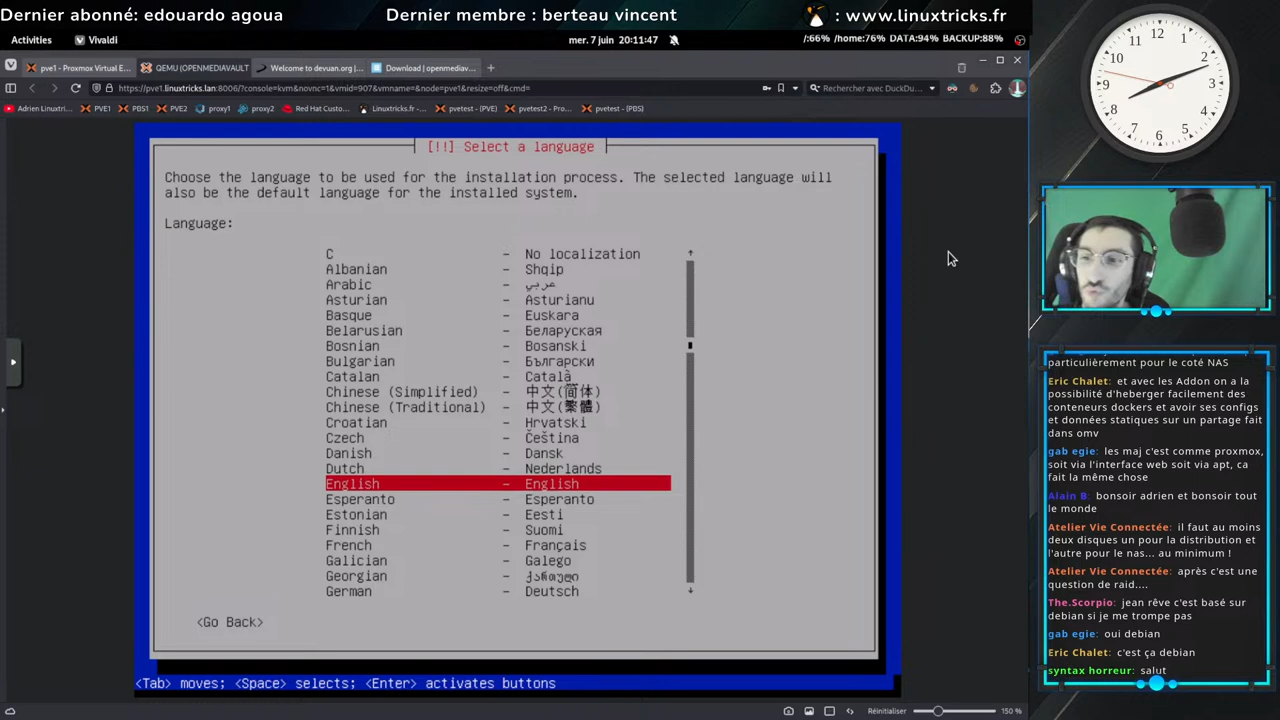 Dernier abonné: edouardo agoua
Dernier membre : berteau vincent
: www.linuxtricks.fr
Activities
Vivaldi
mer. 7 juin 20:11:47
/:66% /home:76% DATA:94% BACKUP:88%
pve1 - Proxmox Virtual E...
QEMU (OPENMEDIAVAULT
Welcome to devuan.org | ...
Download | openmediav...
https://pve1.linuxtricks.lan:8006/?console=kvm&novnc=1&vmid=907&vmname=&node=pve1&resize=off&cmd=
Rechercher avec DuckDu...
Adrien Linuxtri...
PVE1
PBS1
PVE2
proxy1
proxy2
Red Hat Custo...
Linuxtricks.fr - ...
pvetest - (PVE)
pvetest2 - Pro...
pvetest - (PBS)
[!!] Select a language
Choose the language to be used for the installation process. The selected language will
also be the default language for the installed system.
Language:
C - No localization
Albanian - Shqip
Arabic - عربي
Asturian - Asturianu
Basque - Euskara
Belarusian - Беларуская
Bosnian - Bosanski
Bulgarian - Български
Catalan - Català
Chinese (Simplified) - 中文(简体)
Chinese (Traditional) - 中文(繁體)
Croatian - Hrvatski
Czech - Čeština
Danish - Dansk
Dutch - Nederlands
English - English
Esperanto - Esperanto
Estonian - Eesti
Finnish - Suomi
French - Français
Galician - Galego
Georgian - ქართული
German - Deutsch
<Go Back>
<Tab> moves; <Space> selects; <Enter> activates buttons
Réinitialiser
150 %
12
1
2
3
4
5
6
7
8
9
10
11
particulièrement pour le coté NAS
Eric Chalet: et avec les Addon on a la
possibilité d'heberger facilement des
conteneurs dockers et avoir ses configs
et données statiques sur un partage fait
dans omv
gab egie: les maj c'est comme proxmox,
soit via l'interface web soit via apt, ca
fait la même chose
Alain B: bonsoir adrien et bonsoir tout
le monde
Atelier Vie Connectée: il faut au moins
deux disques un pour la distribution et
l'autre pour le nas... au minimum !
Atelier Vie Connectée: après c'est une
question de raid....
The.Scorpio: jean rêve c'est basé sur
debian si je me trompe pas
gab egie: oui debian
Eric Chalet: c'est ça debian
syntax horreur: salut